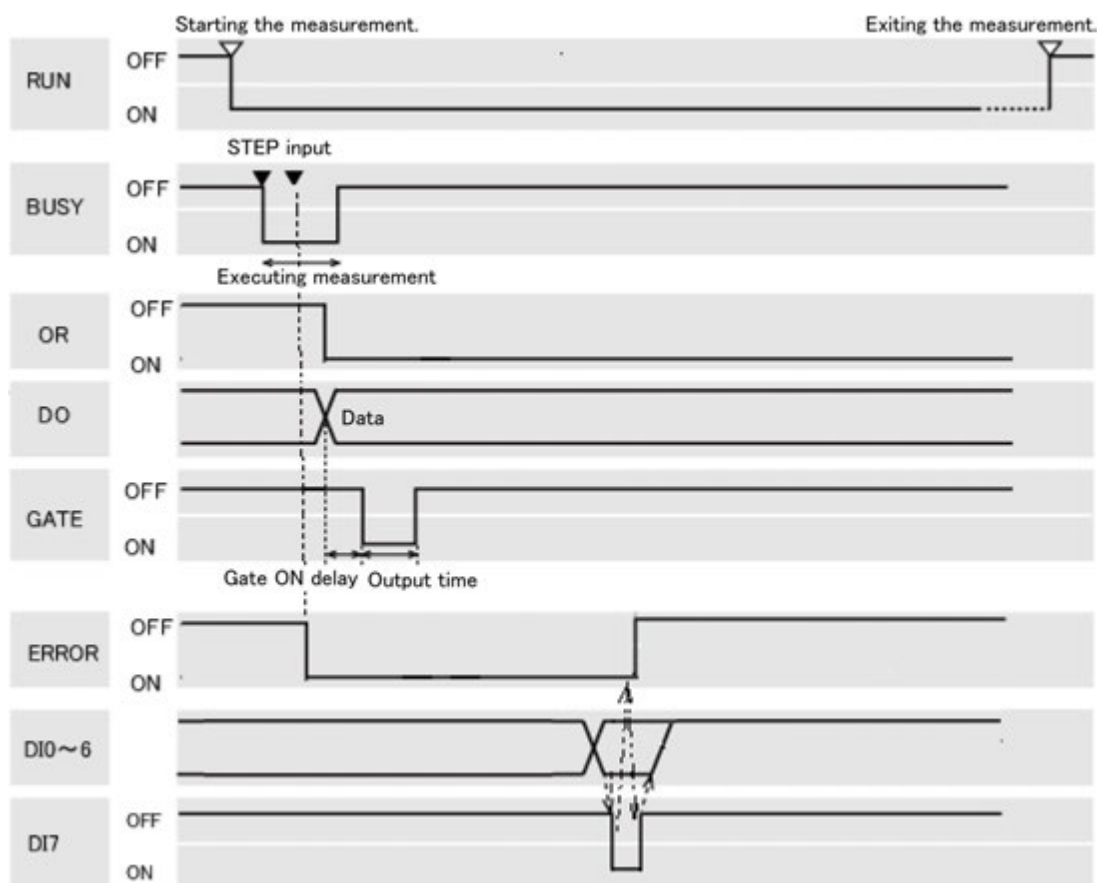 Starting the measurement.
Exiting the measurement.
RUN
OFF
ON
STEP input
BUSY
OFF
ON
Executing measurement
OR
OFF
ON
DO
Data
GATE
OFF
ON
Gate ON delay
Output time
ERROR
OFF
ON
DI0～6
DI7
OFF
ON